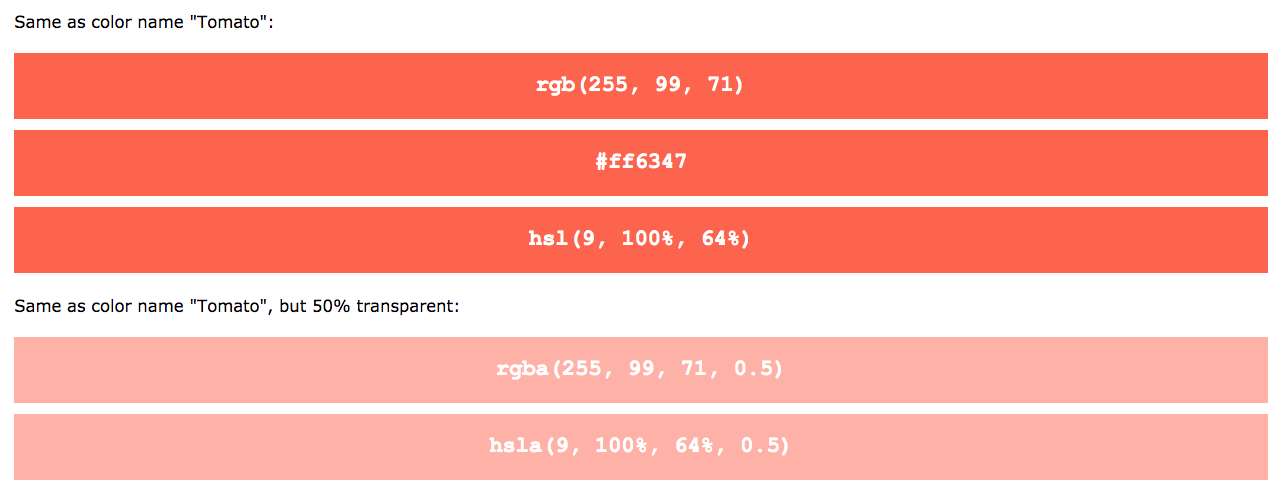 Same as color name "Tomato":
rgb(255, 99, 71)
#ff6347
hsl(9, 100%, 64%)
Same as color name "Tomato", but 50% transparent:
rgba(255, 99, 71, 0.5)
hsla(9, 100%, 64%, 0.5)